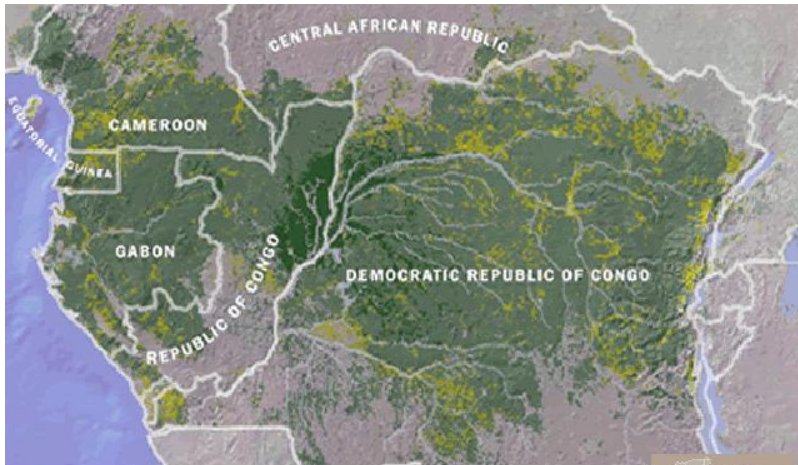 CENTRAL AFRICAN REPUBLIC
CAMEROON
EQUATORIAL GUINEA
GABON
REPUBLIC OF CONGO
DEMOCRATIC REPUBLIC OF CONGO